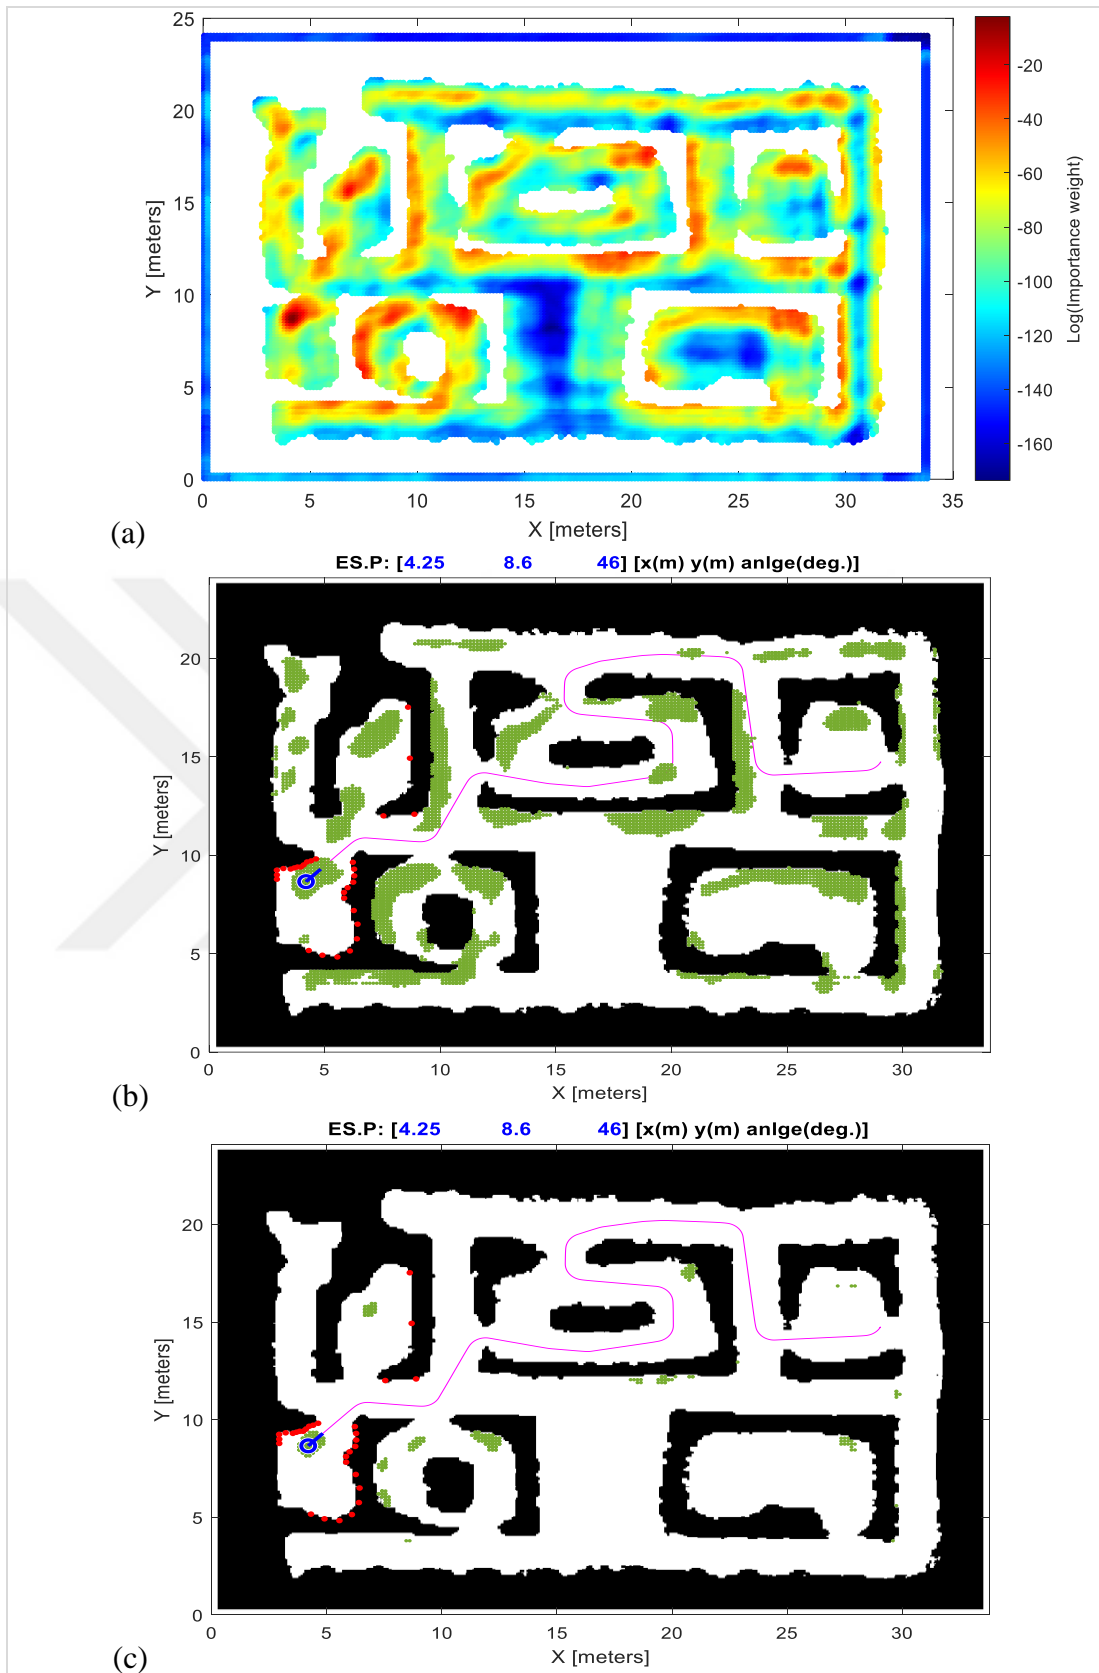 25
20
15
10
5
0
Y [meters]
0 5 10 15 20 25 30 35
X [meters]
-20
-40
-60
-80
-100
-120
-140
-160
Log(Importance weight)
(a)
ES.P: [4.25 8.6 46] [x(m) y(m) anlge(deg.)]
20
15
10
5
0
Y [meters]
0 5 10 15 20 25 30
X [meters]
(b)
ES.P: [4.25 8.6 46] [x(m) y(m) anlge(deg.)]
20
15
10
5
0
Y [meters]
0 5 10 15 20 25 30
X [meters]
(c)